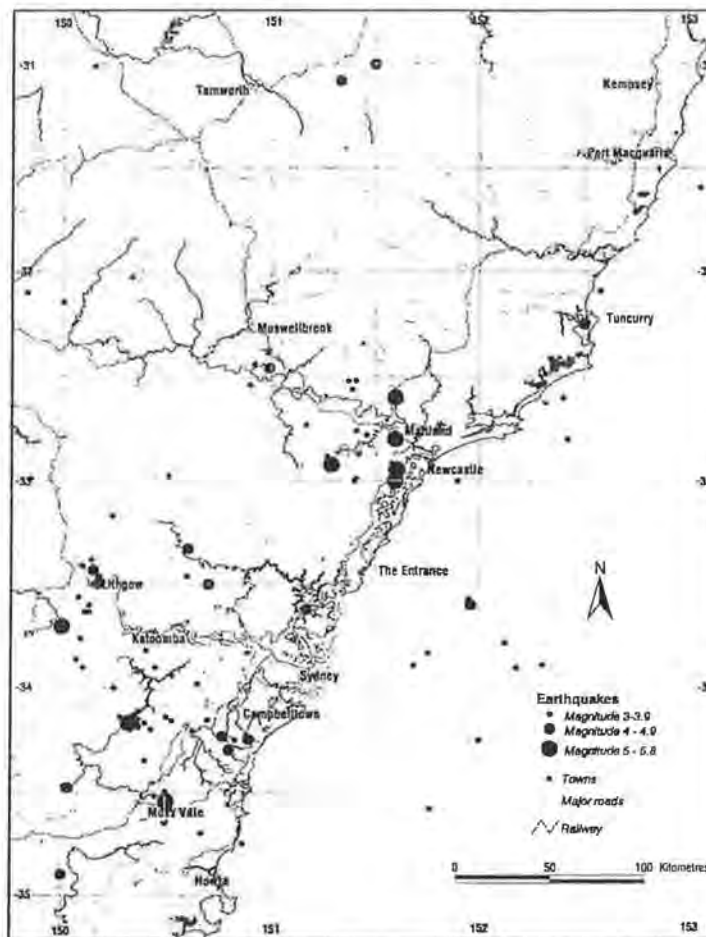 150 151 152 153
-31
Tamworth
Kempsey
Port Macquarie
Tuncurry
Muswellbrook
Maitland
Newcastle
-33
The Entrance
N
Lithgow
Katoomba
Sydney
-34
Campbelltown
Earthquakes
Magnitude 3-3.9
Magnitude 4 - 4.9
Magnitude 5 - 5.8
Towns
Major roads
Railway
Moss Vale
0 50 100 Kilometres
Nowra
-35
150 151 152 153